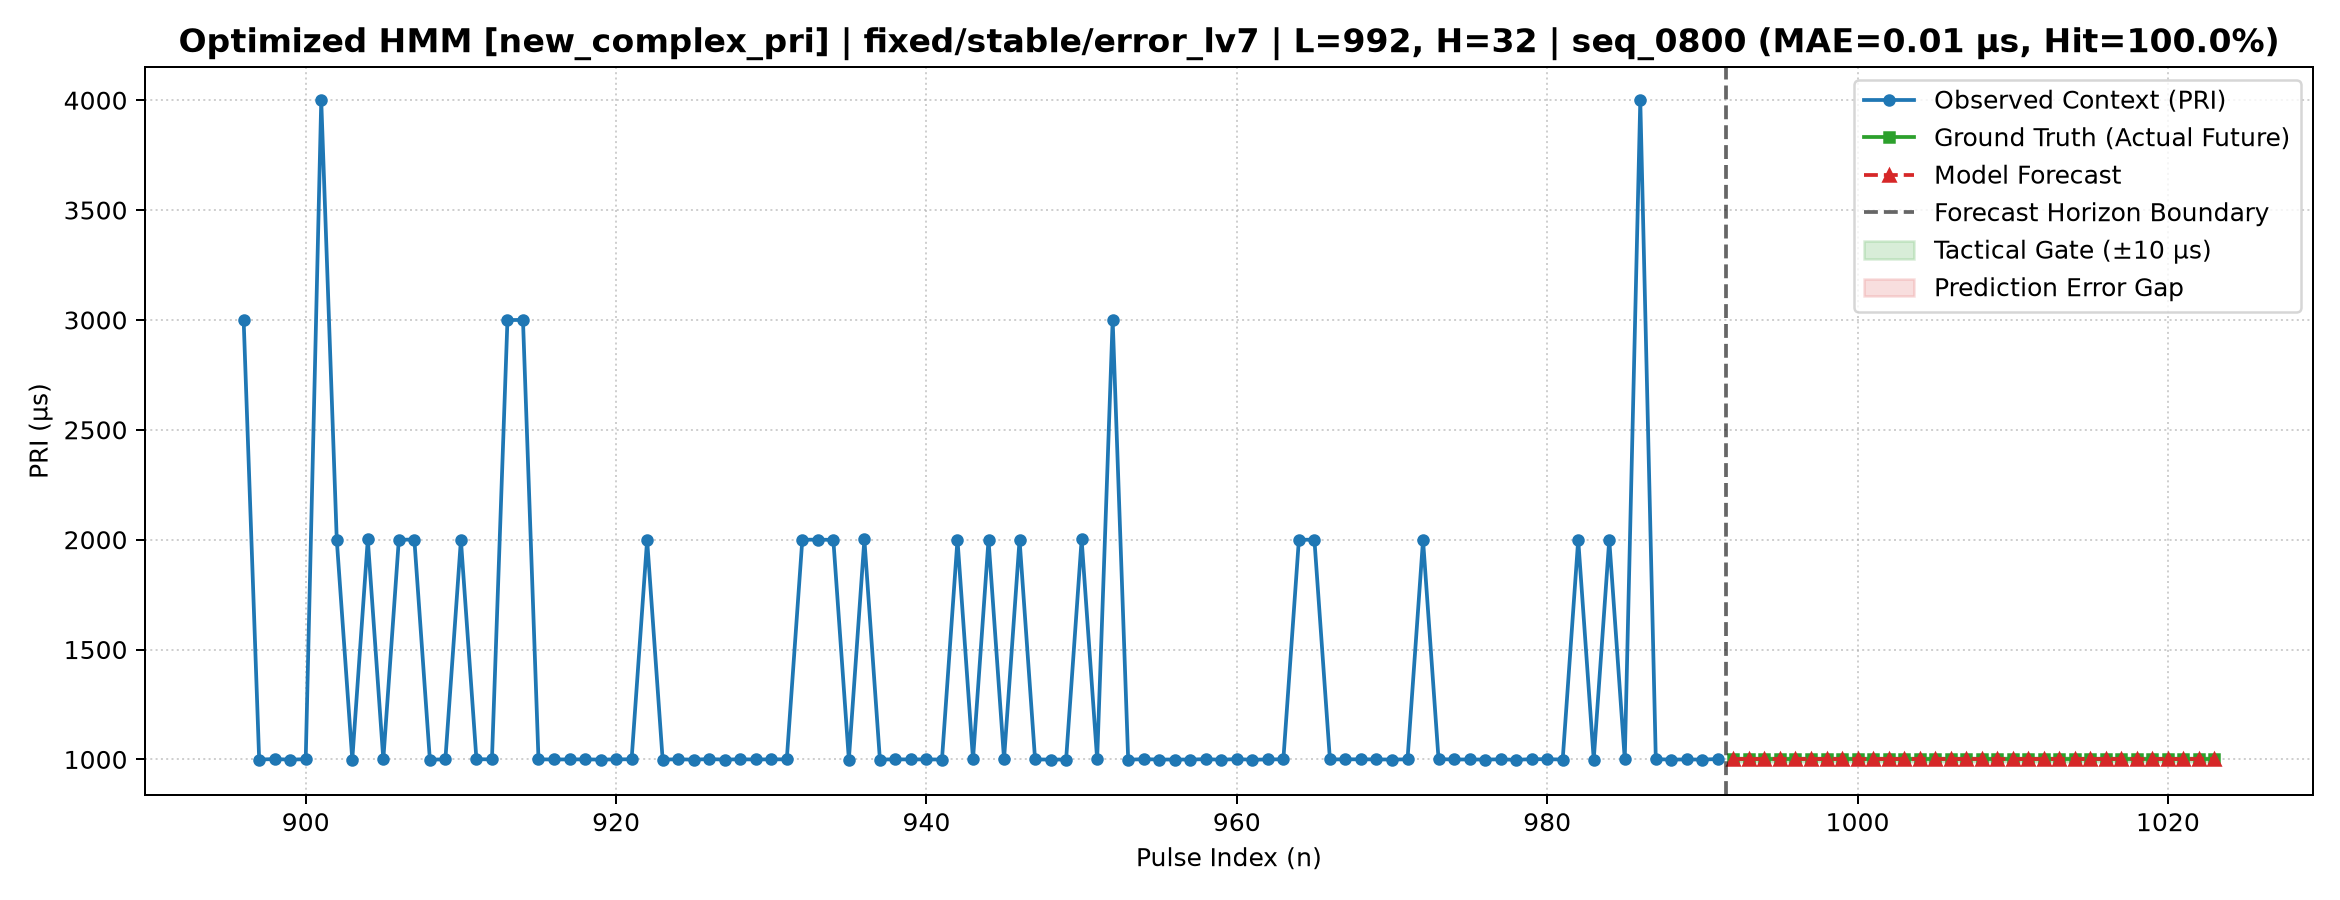 Optimized HMM [new_complex_pri] | fixed/stable/error_lv7 | L=992, H=32 | seq_0800 (MAE=0.01 µs, Hit=100.0%)
4000
3500
3000
2500
2000
1500
1000
PRI (µs)
Observed Context (PRI)
Ground Truth (Actual Future)
Model Forecast
Forecast Horizon Boundary
Tactical Gate (±10 µs)
Prediction Error Gap
900
920
940
960
980
1000
1020
Pulse Index (n)